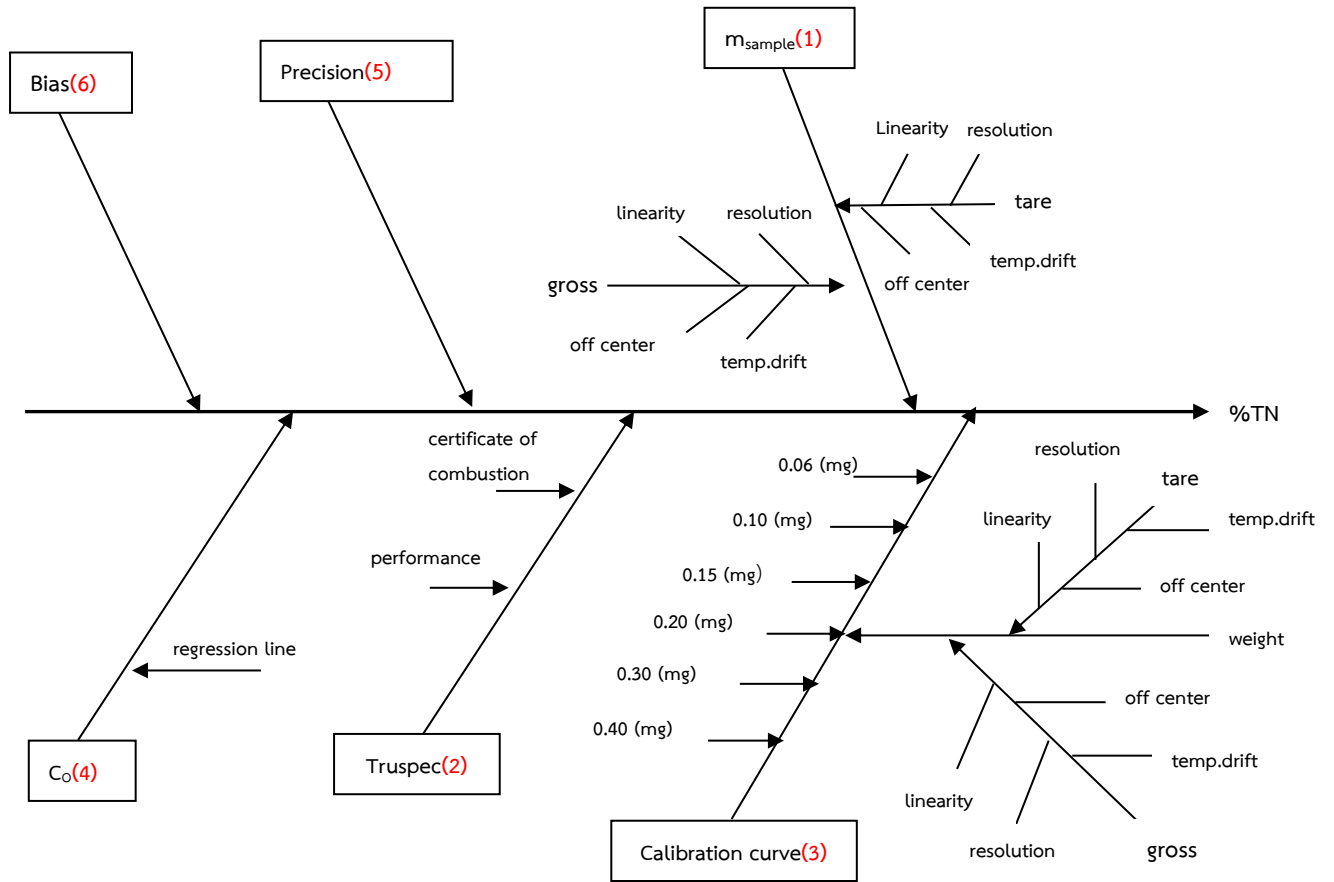 m_sample(1)
Bias(6)
Precision(5)
Linearity
resolution
tare
temp.drift
off center
linearity
resolution
gross
off center
temp.drift
%TN
certificate of
combustion
performance
regression line
C_O(4)
Truspec(2)
0.06 (mg)
0.10 (mg)
0.15 (mg)
0.20 (mg)
0.30 (mg)
0.40 (mg)
resolution
tare
linearity
temp.drift
off center
weight
off center
temp.drift
linearity
resolution
gross
Calibration curve(3)